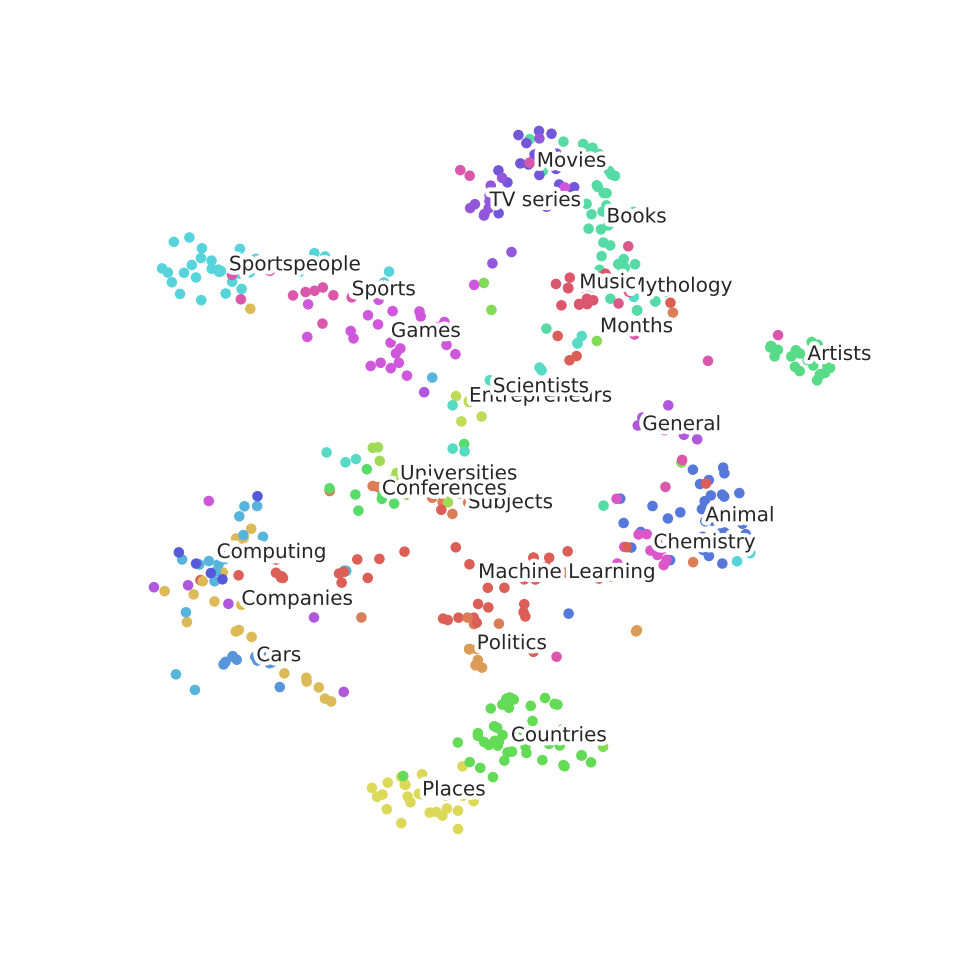 Movies
TV series
Books
Sportspeople
Sports
Music
Mythology
Games
Months
Artists
Scientists
Entrepreneurs
General
Universities
Conferences
Subjects
Animal
Chemistry
Computing
Machine Learning
Companies
Politics
Cars
Countries
Places